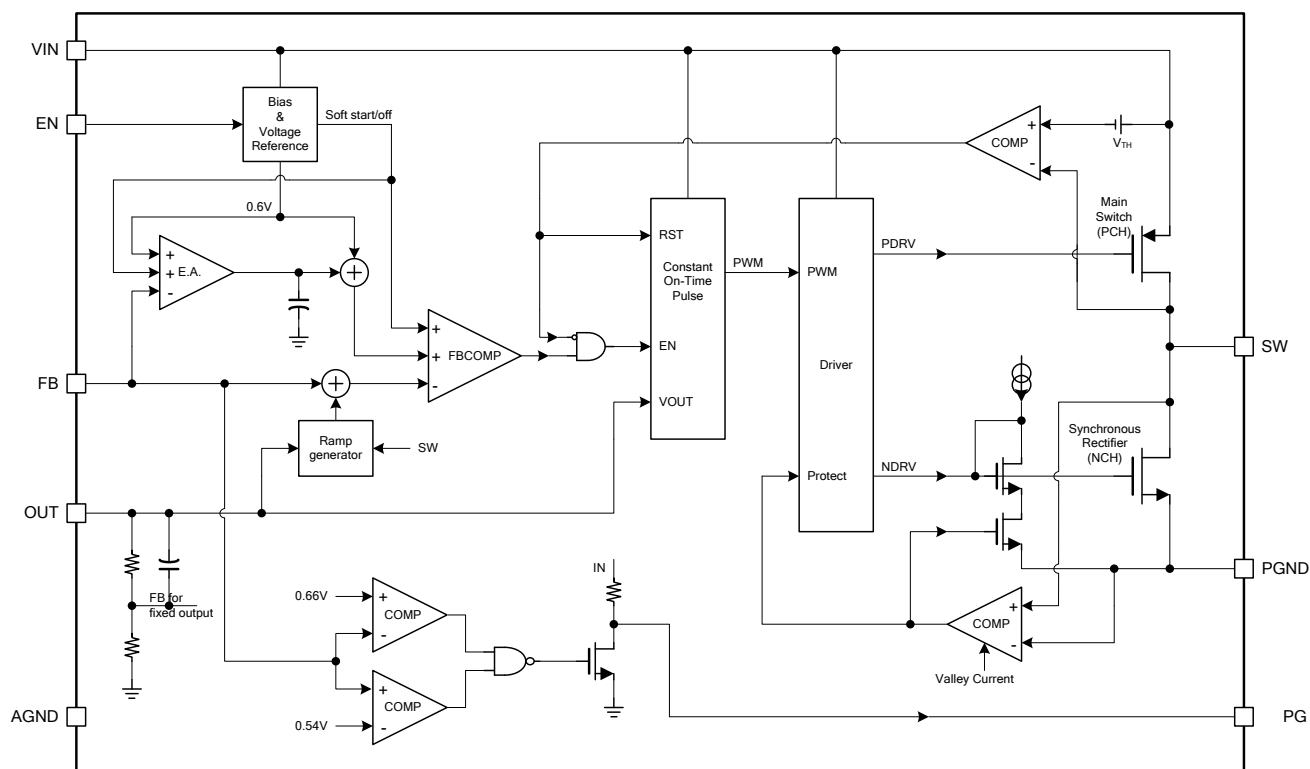 VIN
EN
Bias
&
Voltage
Reference
Soft start/off
0.6V
+
+
E.A.
-
+
+
+
FBCOMP
-
FB
+
Ramp
generator
SW
OUT
FB for
fixed output
AGND
0.66V
+
COMP
-
+
COMP
0.54V
-
IN
RST
Constant
On-Time
Pulse
EN
VOUT
PWM
PWM
Driver
Protect
PDRV
NDRV
+
COMP
-
VTH
Main
Switch
(PCH)
SW
Synchronous
Rectifier
(NCH)
PGND
+
COMP
-
Valley Current
PG